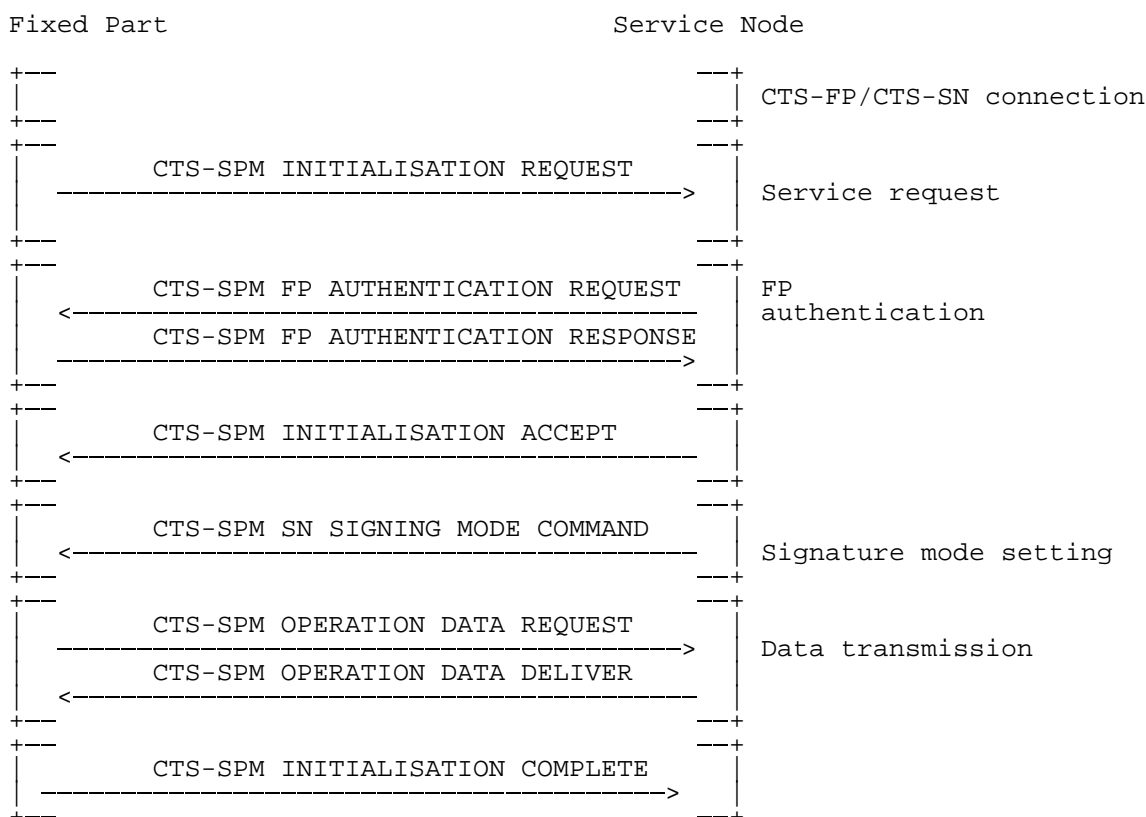 Fixed Part Service Node
CTS-FP/CTS-SN connection
CTS-SPM INITIALISATION REQUEST
Service request
CTS-SPM FP AUTHENTICATION REQUEST FP
authentication
CTS-SPM FP AUTHENTICATION RESPONSE
CTS-SPM INITIALISATION ACCEPT
CTS-SPM SN SIGNING MODE COMMAND
Signature mode setting
CTS-SPM OPERATION DATA REQUEST
Data transmission
CTS-SPM OPERATION DATA DELIVER
CTS-SPM INITIALISATION COMPLETE